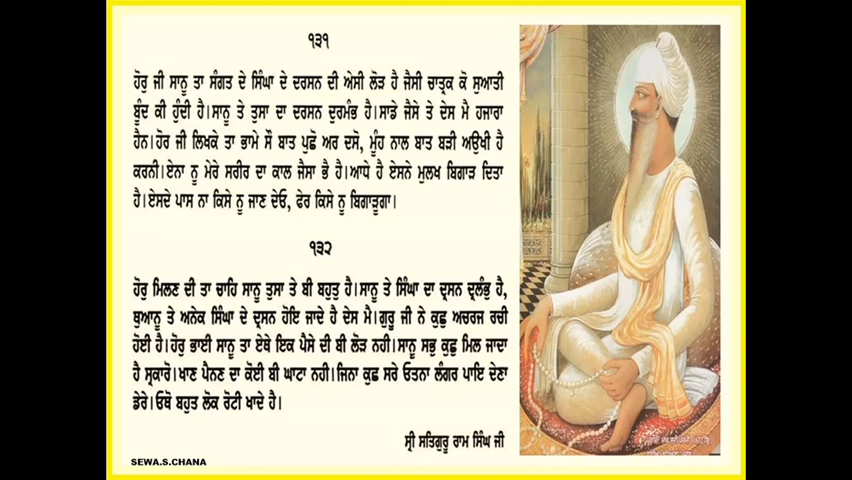 ੧੩੧
ਹੋਰੁ ਜੀ ਸਾਨੂ ਤਾ ਸੰਗਤ ਦੇ ਸਿੰਘਾ ਦੇ ਦਰਸਨ ਦੀ ਐਸੀ ਲੋੜ ਹੈ ਜੈਸੀ ਚਾਤ੍ਰਕ ਕੋ ਸੁਆਤੀ
ਬੂੰਦ ਕੀ ਹੁੰਦੀ ਹੈ।ਸਾਨੂ ਤੇ ਤੁਸਾ ਦਾ ਦਰਸਨ ਦੁਰਮੰਭ ਹੈ।ਸਾਡੇ ਜੈਸੇ ਤੇ ਦੇਸ ਮੈ ਹਜਾਰਾ
ਹੈਨ।ਹੋਰ ਜੀ ਲਿਖਕੇ ਤਾ ਭਾਮੇ ਸੌ ਬਾਤ ਪੁਛੋ ਅਰ ਦਸੋ, ਮੂੰਹ ਨਾਲ ਬਾਤ ਬੜੀ ਅਉਖੀ ਹੈ
ਕਰਨੀ।ਏਨਾ ਨੂ ਮੇਰੇ ਸਰੀਰ ਦਾ ਕਾਲ ਜੈਸਾ ਭੈ ਹੈ।ਆਧੇ ਹੈ ਏਸਨੇ ਮੁਲਖ ਬਿਗਾੜ ਦਿਤਾ
ਹੈ।ਏਸਦੇ ਪਾਸ ਨਾ ਕਿਸੇ ਨੂ ਜਾਣ ਦੇਓ, ਫੇਰ ਕਿਸੇ ਨੂ ਬਿਗਾੜੂਗਾ।
੧੩੨
ਹੋਰੁ ਮਿਲਣ ਦੀ ਤਾ ਚਾਹਿ ਸਾਨੂ ਤੁਸਾ ਤੇ ਬੀ ਬਹੁਤੁ ਹੈ।ਸਾਨੂ ਤੇ ਸਿੰਘਾ ਦਾ ਦ੍ਰਸਨ ਦ੍ਰਲੰਭੁ ਹੈ,
ਥੁਆਨੂ ਤੇ ਅਨੇਕ ਸਿੰਘਾ ਦੇ ਦ੍ਰਸਨ ਹੋਇ ਜਾਦੇ ਹੈ ਦੇਸ ਮੈ।ਗੁਰੂ ਜੀ ਨੇ ਕੁਛੁ ਅਚਰਜ ਰਚੀ
ਹੋਈ ਹੈ।ਹੋਰੁ ਭਾਈ ਸਾਨੂ ਤਾ ਏਥੇ ਇਕ ਪੈਸੇ ਦੀ ਬੀ ਲੋੜ ਨਹੀ।ਸਾਨੂ ਸਭੁ ਕੁਛੁ ਮਿਲ ਜਾਦਾ
ਹੈ ਸ੍ਰਕਾਰੋ।ਖਾਣ ਪੈਨਣ ਦਾ ਕੋਈ ਬੀ ਘਾਟਾ ਨਹੀ।ਜਿਨਾ ਕੁਛ ਸਰੇ ਓਤਨਾ ਲੰਗਰ ਪਾਇ ਦੇਣਾ
ਡੇਰੇ।ਓਥੋ ਬਹੁਤ ਲੋਕ ਰੋਟੀ ਖਾਦੇ ਹੈ।
ਸ੍ਰੀ ਸਤਿਗੁਰੂ ਰਾਮ ਸਿੰਘ ਜੀ
SEWA.S.CHANA